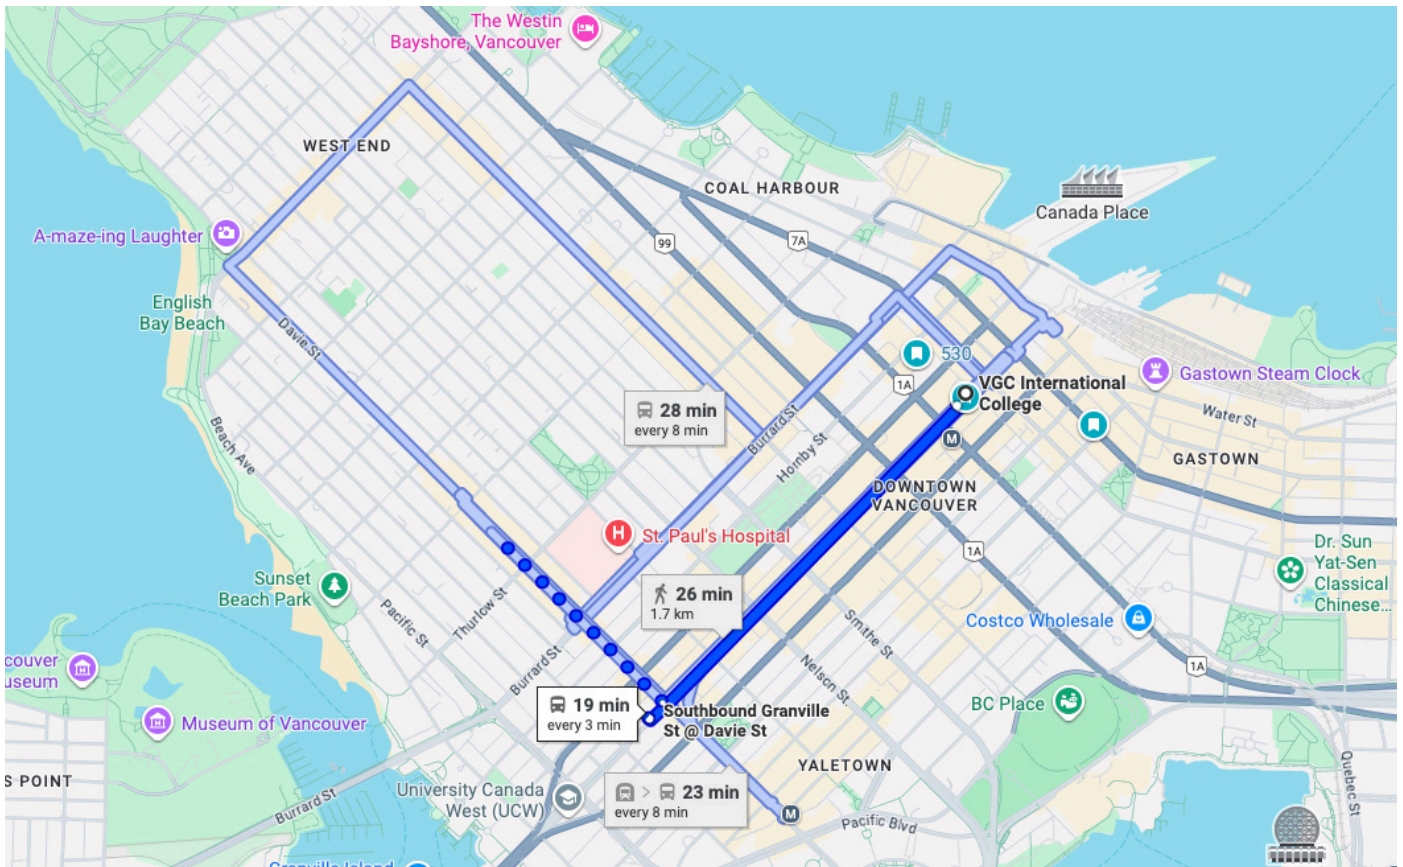 The Westin
Bayshore, Vancouver
WEST END
COAL HARBOUR
Canada Place
A-maze-ing Laughter
99
7A
English
Bay Beach
Davie St
530
1A
VGC International
College
Gastown Steam Clock
28 min
every 8 min
Burrard St
Hornby St
Water St
M
GASTOWN
Beach Ave
DOWNTOWN
VANCOUVER
H
St. Paul's Hospital
1A
Dr. Sun
Yat-Sen
Classical
Chinese...
Sunset
Beach Park
26 min
1.7 km
Thurlow St
Pacific St
Smithe St
Costco Wholesale
couver
useum
Burrard St
Nelson St.
1A
19 min
every 3 min
Southbound Granville
St @ Davie St
BC Place
Museum of Vancouver
YALETOWN
S POINT
University Canada
West (UCW)
> 23 min
every 8 min
M
Burrard St
Pacific Blvd
Quebec St
Granville Island